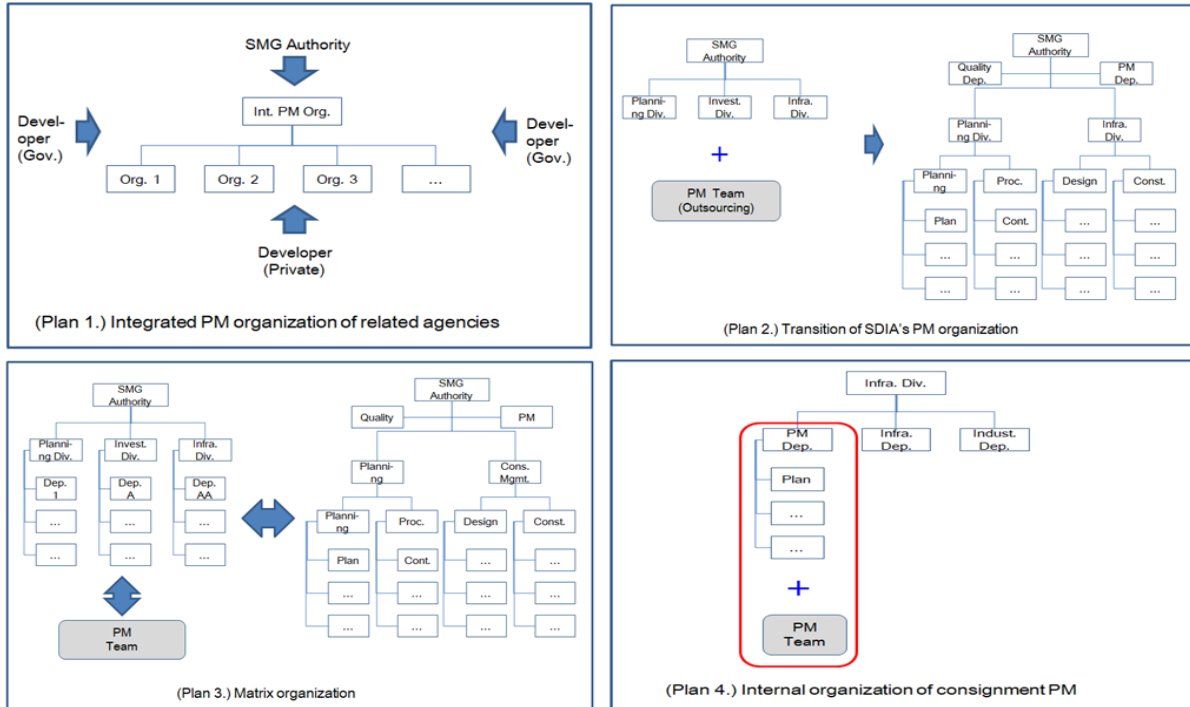 SMG Authority
Int. PM Org.
Devel-
oper
(Gov.)
Devel-
oper
(Gov.)
Org. 1
Org. 2
Org. 3
...
Developer
(Private)
(Plan 1.) Integrated PM organization of related agencies
SMG
Authority
Planni-
ng Div.
Invest.
Div.
Infra.
Div.
+
PM Team
(Outsourcing)
SMG
Authority
Quality
Dep.
PM
Dep.
Planni-
ng Div.
Infra.
Div.
Planni-
ng
Proc.
Design
Const.
Plan
Cont.
...
...
...
...
...
...
...
...
...
...
(Plan 2.) Transition of SDIA's PM organization
SMG
Authority
Planni-
ng Div.
Invest.
Div.
Infra.
Div.
Dep.
1
Dep.
A
Dep.
AA
...
...
...
...
...
...
PM
Team
SMG
Authority
Quality
PM
Planni-
ng
Cons.
Mgmt.
Planni-
ng
Proc.
Design
Const.
Plan
Cont.
...
...
...
...
...
...
...
...
...
...
(Plan 3.) Matrix organization
Infra. Div.
PM
Dep.
Infra.
Dep.
Indust.
Dep.
Plan
...
...
+
PM
Team
(Plan 4.) Internal organization of consignment PM